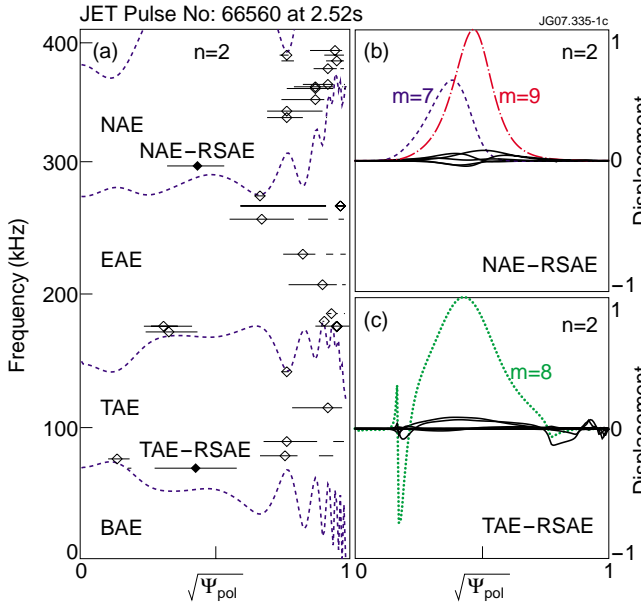 JET Pulse No: 66560 at 2.52s
JG07.335-1c
400
(a)
n=2
NAE
NAE−RSAE
300
EAE
200
TAE
100
TAE−RSAE
BAE
0
0
1
Frequency (kHz)
√Ψpol
(b)
n=2
1
m=7
m=9
0
NAE−RSAE
−1
Displacement
(c)
n=2
1
m=8
0
TAE−RSAE
−1
Displacement
0
1
√Ψpol